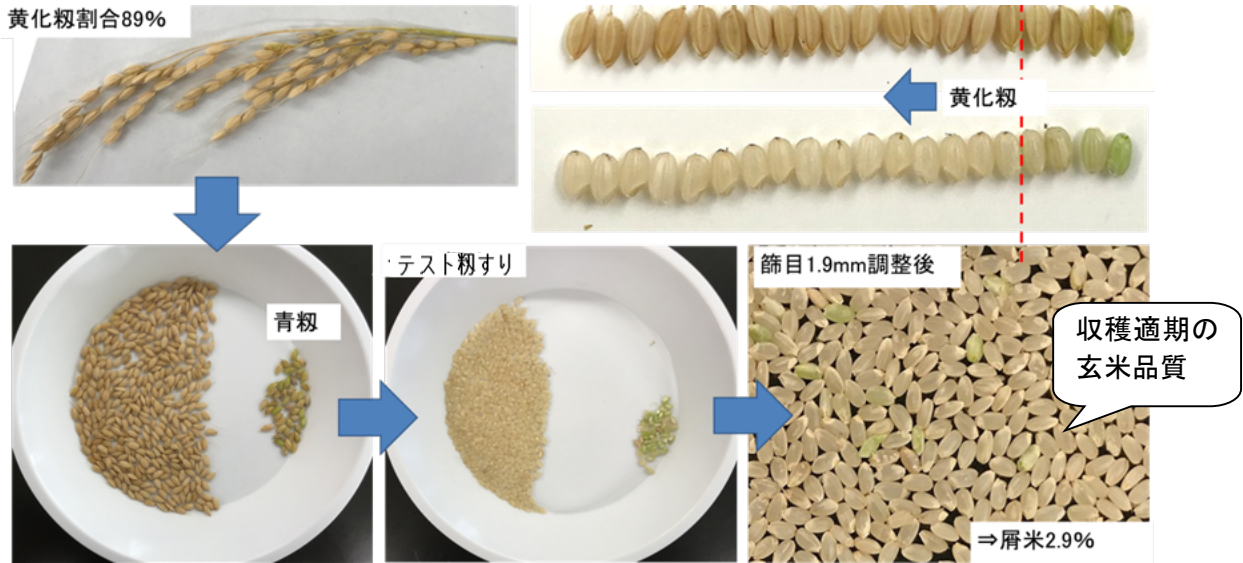 黄化籾割合89%
黄化籾
青籾
・テスト籾すり
篩目1.9mm調整後
収穫適期の
玄米品質
⇒屑米2.9%